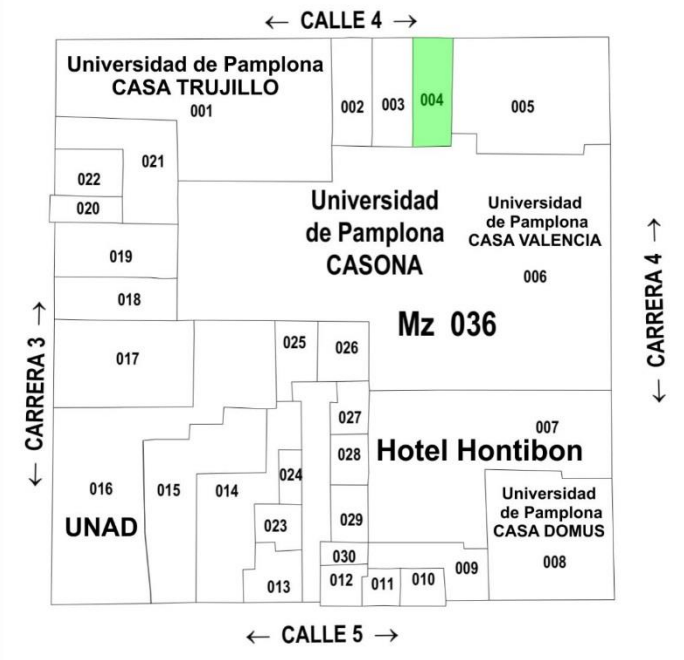 ← CALLE 4 →
Universidad de Pamplona
CASA TRUJILLO
001
002
003
004
005
021
022
020
019
018
Universidad
de Pamplona
CASONA
Universidad
de Pamplona
CASA VALENCIA
006
Mz 036
← CARRERA 3 →
← CARRERA 4 →
017
025
026
027
028
029
030
007
Hotel Hontibon
016
UNAD
015
014
024
023
013
012
011
010
009
Universidad
de Pamplona
CASA DOMUS
008
← CALLE 5 →